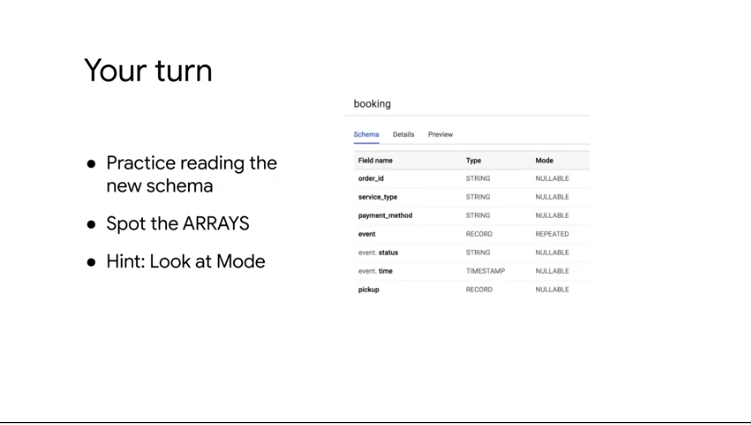 Your turn
● Practice reading the
new schema
● Spot the ARRAYS
● Hint: Look at Mode
booking
Schema Details Preview
Field name Type Mode
order_id STRING NULLABLE
service_type STRING NULLABLE
payment_method STRING NULLABLE
event RECORD REPEATED
event. status STRING NULLABLE
event. time TIMESTAMP NULLABLE
pickup RECORD NULLABLE